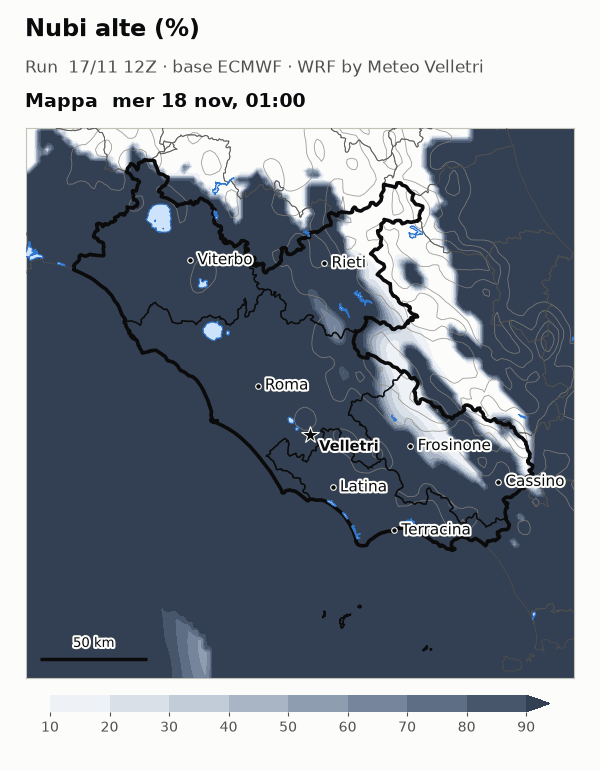 Nubi alte (%)
Run  17/11 12Z · base ECMWF · WRF by Meteo Velletri
Mappa  mer 18 nov, 01:00
Viterbo
Rieti
Roma
Velletri
Frosinone
Cassino
Latina
Terracina
50 km
10 20 30 40 50 60 70 80 90